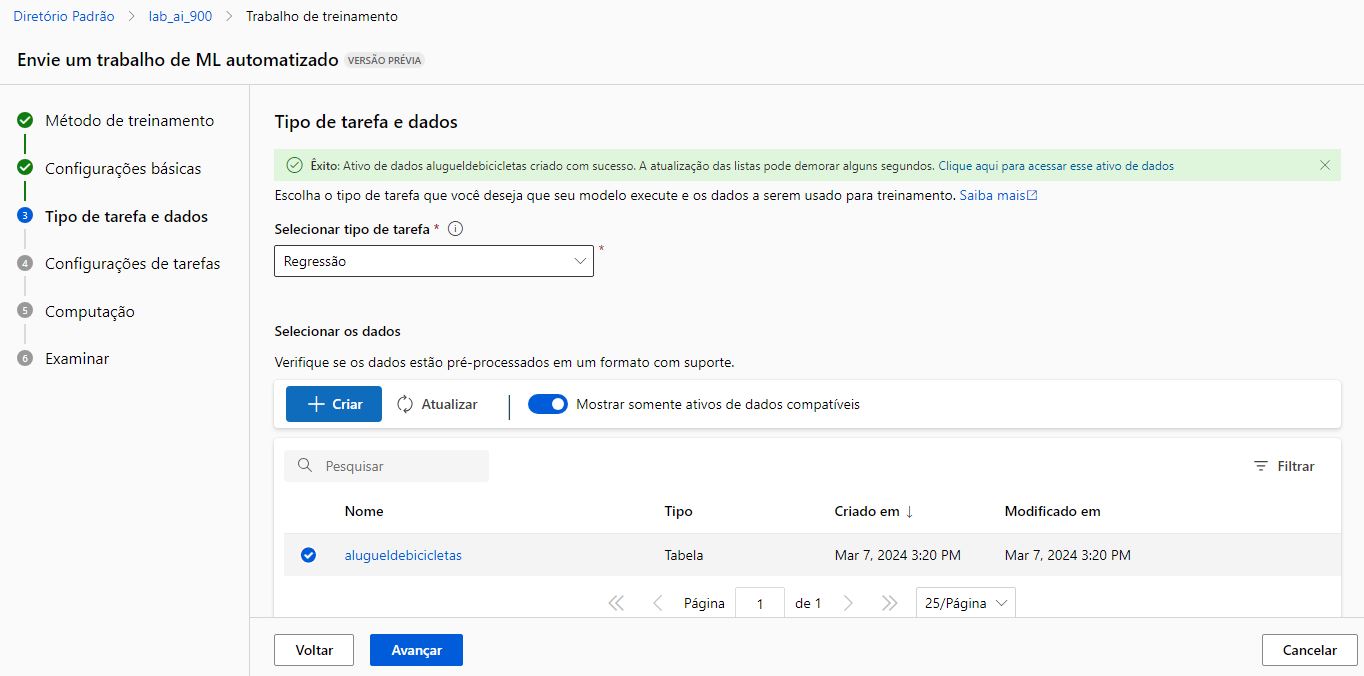 Diretório Padrão > lab_ai_900 > Trabalho de treinamento
Envie um trabalho de ML automatizado VERSÃO PRÉVIA
Método de treinamento
Configurações básicas
3 Tipo de tarefa e dados
4 Configurações de tarefas
5 Computação
6 Examinar
Tipo de tarefa e dados
Êxito: Ativo de dados alugueldebicicletas criado com sucesso. A atualização das listas pode demorar alguns segundos. Clique aqui para acessar esse ativo de dados
Escolha o tipo de tarefa que você deseja que seu modelo execute e os dados a serem usado para treinamento. Saiba mais
Selecionar tipo de tarefa *
Regressão *
Selecionar os dados
Verifique se os dados estão pré-processados em um formato com suporte.
+ Criar Atualizar | Mostrar somente ativos de dados compatíveis
Pesquisar Filtrar
Nome Tipo Criado em ↓ Modificado em
alugueldebicicletas Tabela Mar 7, 2024 3:20 PM Mar 7, 2024 3:20 PM
Página 1 de 1 25/Página
Voltar Avançar Cancelar